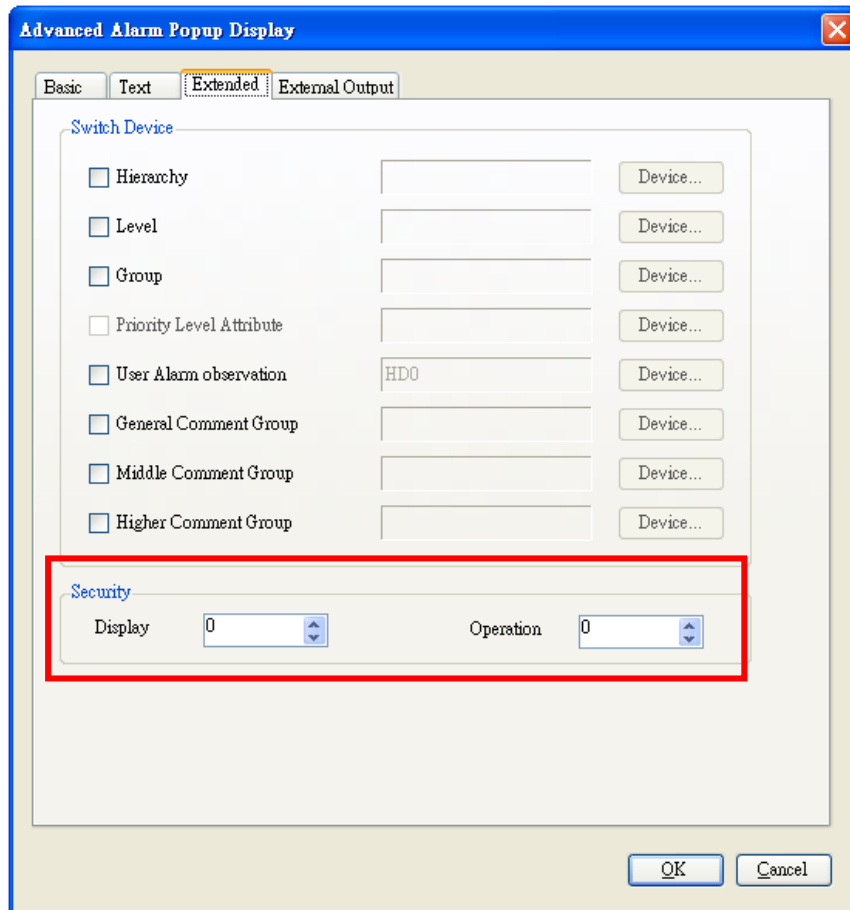 Advanced Alarm Popup Display
Basic Text Extended External Output
Switch Device
Hierarchy Device...
Level Device...
Group Device...
Priority Level Attribute Device...
User Alarm observation HD0 Device...
General Comment Group Device...
Middle Comment Group Device...
Higher Comment Group Device...
Security
Display 0 Operation 0
OK Cancel